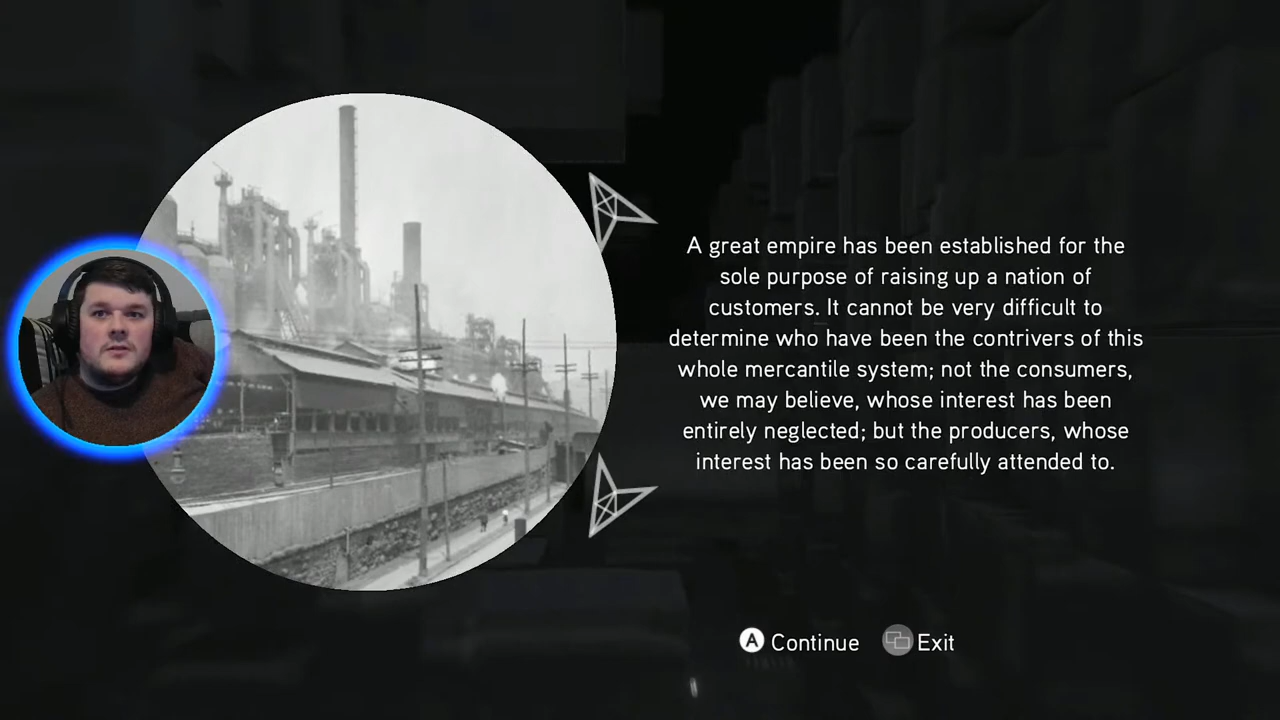 A great empire has been established for the
sole purpose of raising up a nation of
customers. It cannot be very difficult to
determine who have been the contrivers of this
whole mercantile system; not the consumers,
we may believe, whose interest has been
entirely neglected; but the producers, whose
interest has been so carefully attended to.
A Continue Exit